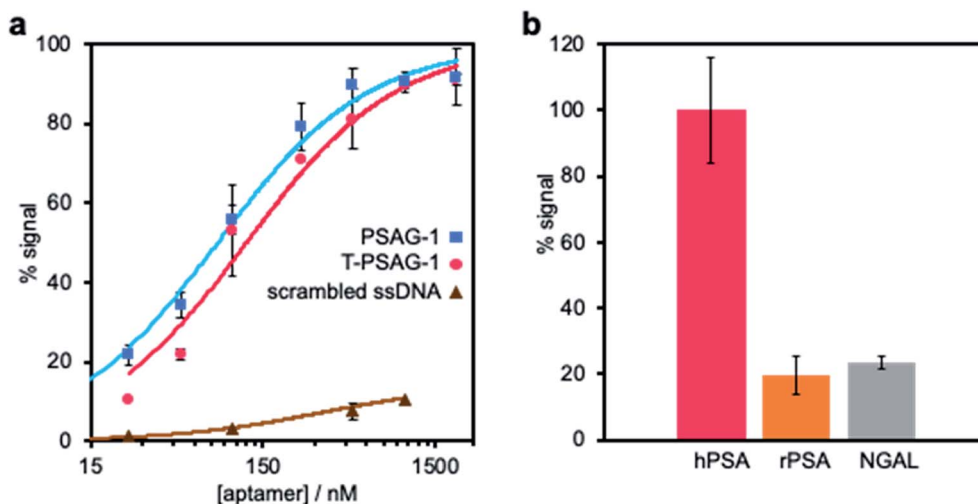 a
100
80
60
40
20
0
% signal
PSAG-1
T-PSAG-1
scrambled ssDNA
15
150
1500
[aptamer] / nM
b
120
100
80
60
40
20
0
% signal
hPSA
rPSA
NGAL